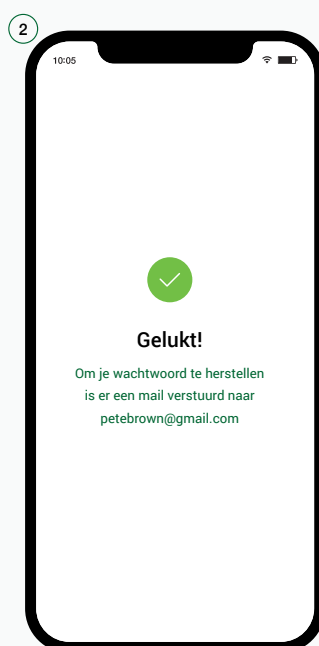 2
10:05
Gelukt!
Om je wachtwoord te herstellen
is er een mail verstuurd naar
petebrown@gmail.com